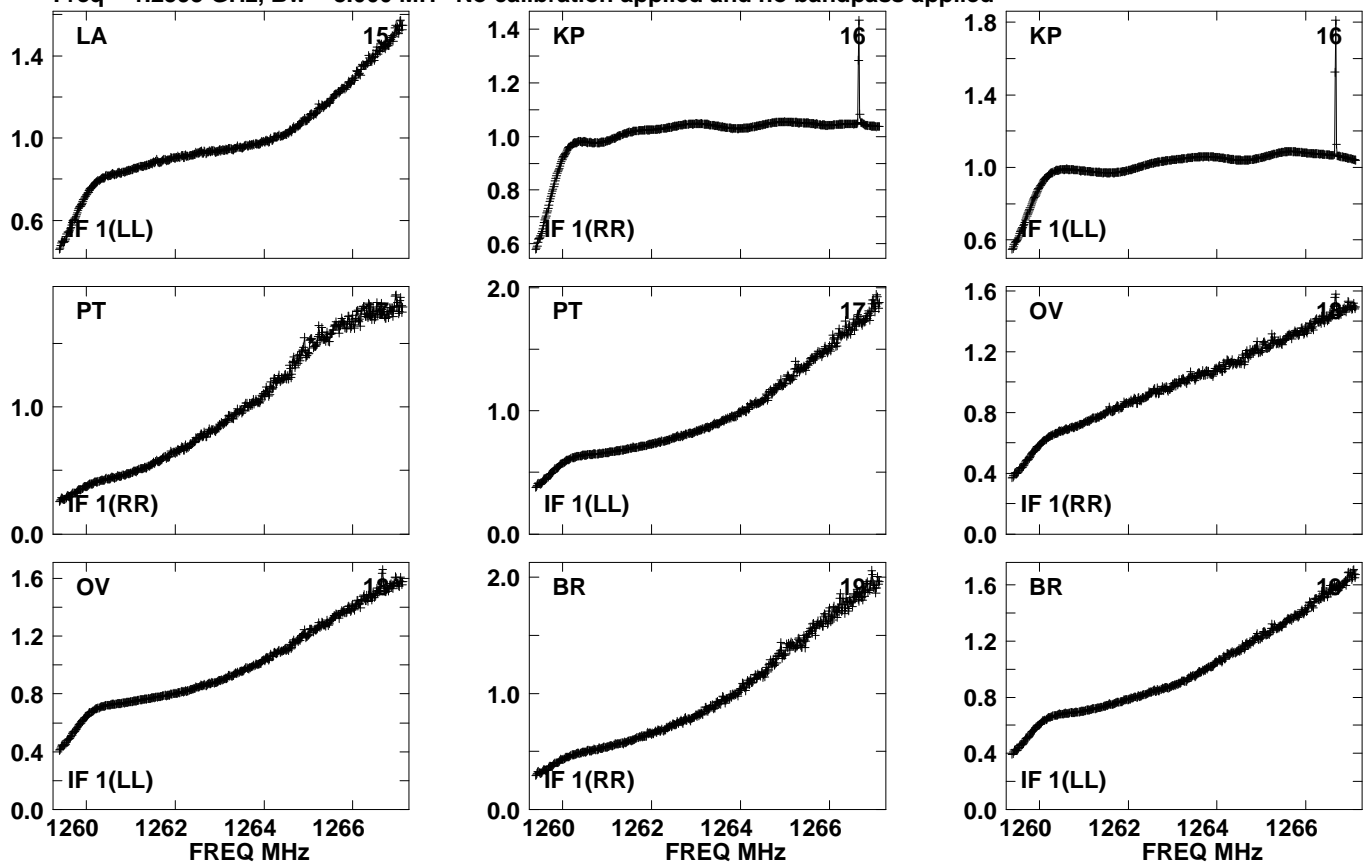 Freq GHz, No calibration applied and no bandpass applied
LA 15
1.4
1.0
0.6
IF 1(LL)
KP 16
1.4
1.2
1.0
0.8
0.6
IF 1(RR)
KP 16
1.8
1.4
1.0
0.6
IF 1(LL)
PT
1.0
0.0
IF 1(RR)
PT 17
2.0
1.0
0.0
IF 1(LL)
OV 18
1.6
1.2
0.8
0.4
0.0
IF 1(RR)
OV 18
1.6
1.2
0.8
0.4
0.0
IF 1(LL)
1260 1262 1264 1266
FREQ MHz
BR 19
2.0
1.0
0.0
IF 1(RR)
1260 1262 1264 1266
FREQ MHz
BR 19
1.6
1.2
0.8
0.4
0.0
IF 1(LL)
1260 1262 1264 1266
FREQ MHz